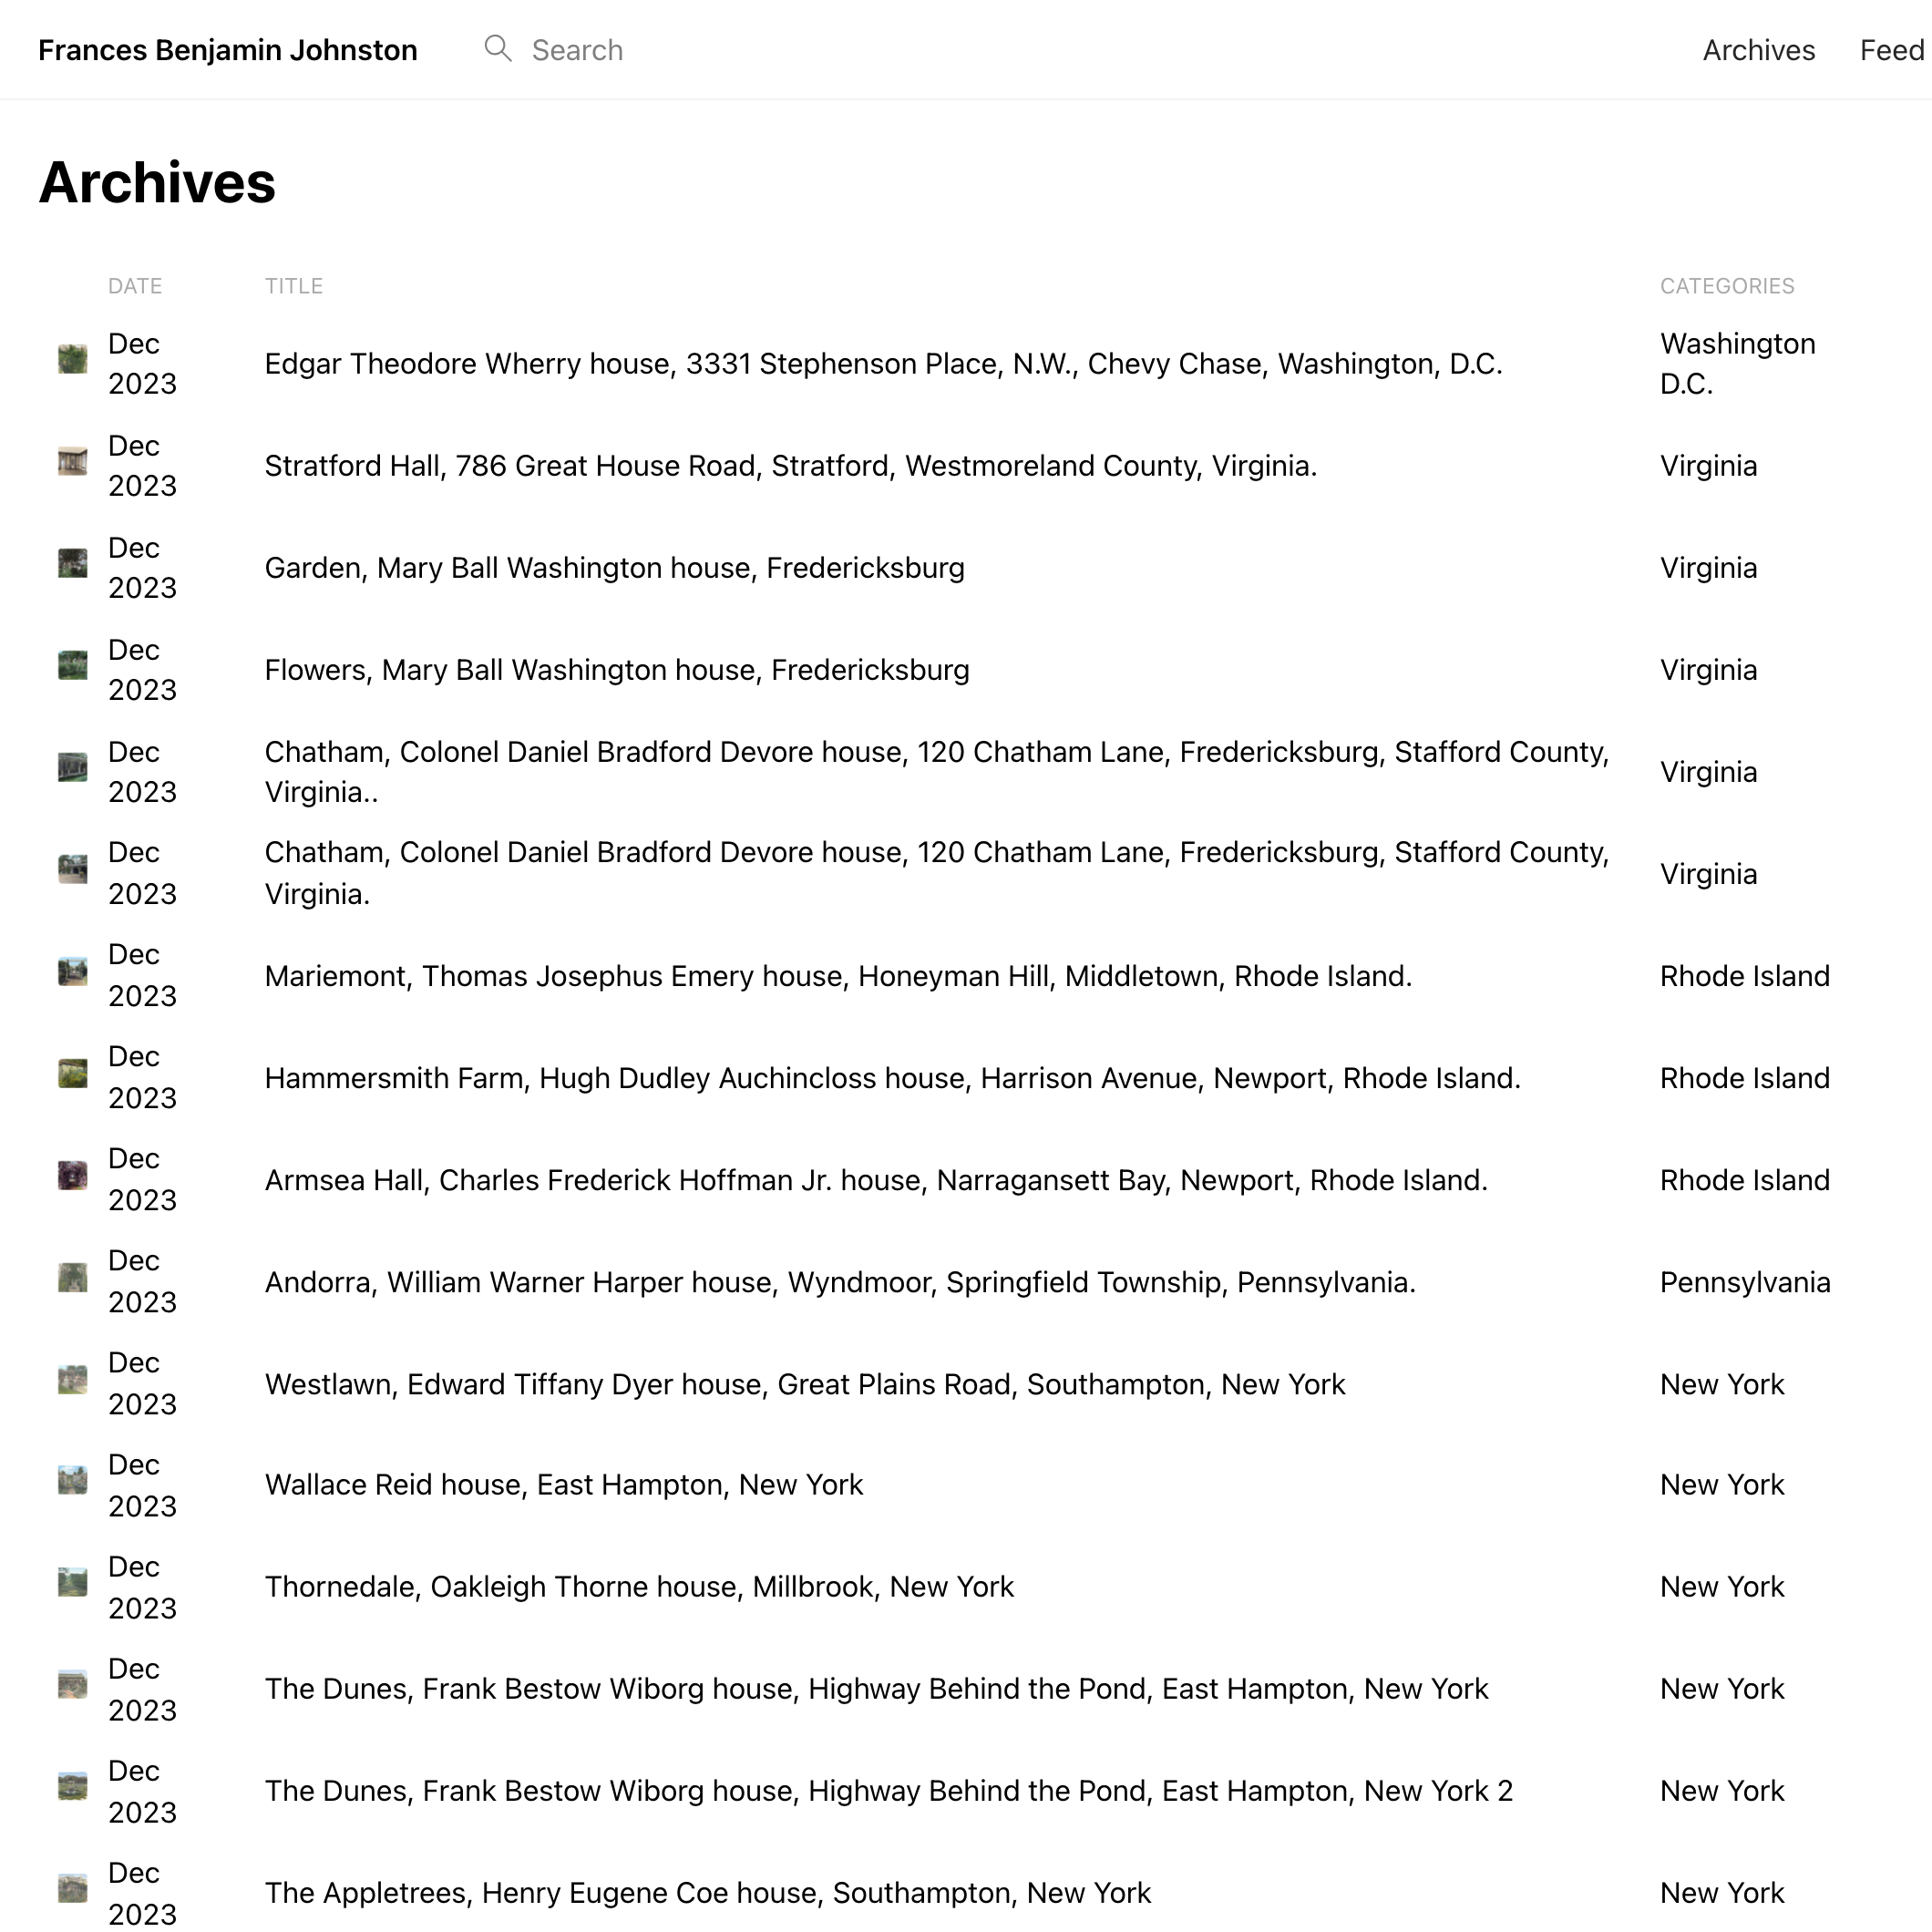 Frances Benjamin Johnston Search Archives Feed
Archives
DATE TITLE CATEGORIES
Dec 2023 Edgar Theodore Wherry house, 3331 Stephenson Place, N.W., Chevy Chase, Washington, D.C. Washington D.C.
Dec 2023 Stratford Hall, 786 Great House Road, Stratford, Westmoreland County, Virginia. Virginia
Dec 2023 Garden, Mary Ball Washington house, Fredericksburg Virginia
Dec 2023 Flowers, Mary Ball Washington house, Fredericksburg Virginia
Dec 2023 Chatham, Colonel Daniel Bradford Devore house, 120 Chatham Lane, Fredericksburg, Stafford County, Virginia.. Virginia
Dec 2023 Chatham, Colonel Daniel Bradford Devore house, 120 Chatham Lane, Fredericksburg, Stafford County, Virginia. Virginia
Dec 2023 Mariemont, Thomas Josephus Emery house, Honeyman Hill, Middletown, Rhode Island. Rhode Island
Dec 2023 Hammersmith Farm, Hugh Dudley Auchincloss house, Harrison Avenue, Newport, Rhode Island. Rhode Island
Dec 2023 Armsea Hall, Charles Frederick Hoffman Jr. house, Narragansett Bay, Newport, Rhode Island. Rhode Island
Dec 2023 Andorra, William Warner Harper house, Wyndmoor, Springfield Township, Pennsylvania. Pennsylvania
Dec 2023 Westlawn, Edward Tiffany Dyer house, Great Plains Road, Southampton, New York New York
Dec 2023 Wallace Reid house, East Hampton, New York New York
Dec 2023 Thornedale, Oakleigh Thorne house, Millbrook, New York New York
Dec 2023 The Dunes, Frank Bestow Wiborg house, Highway Behind the Pond, East Hampton, New York New York
Dec 2023 The Dunes, Frank Bestow Wiborg house, Highway Behind the Pond, East Hampton, New York 2 New York
Dec 2023 The Appletrees, Henry Eugene Coe house, Southampton, New York New York